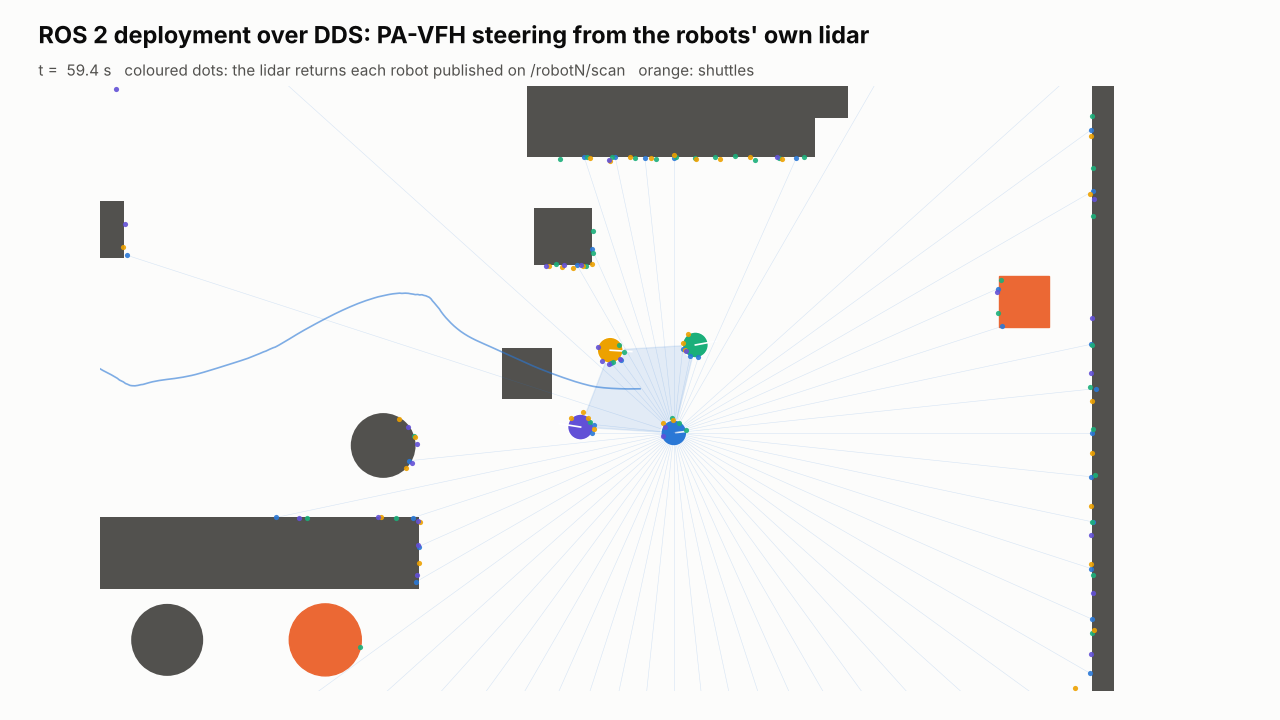 ROS 2 deployment over DDS: PA-VFH steering from the robots' own lidar
t = 59.4 s coloured dots: the lidar returns each robot published on /robotN/scan orange: shuttles